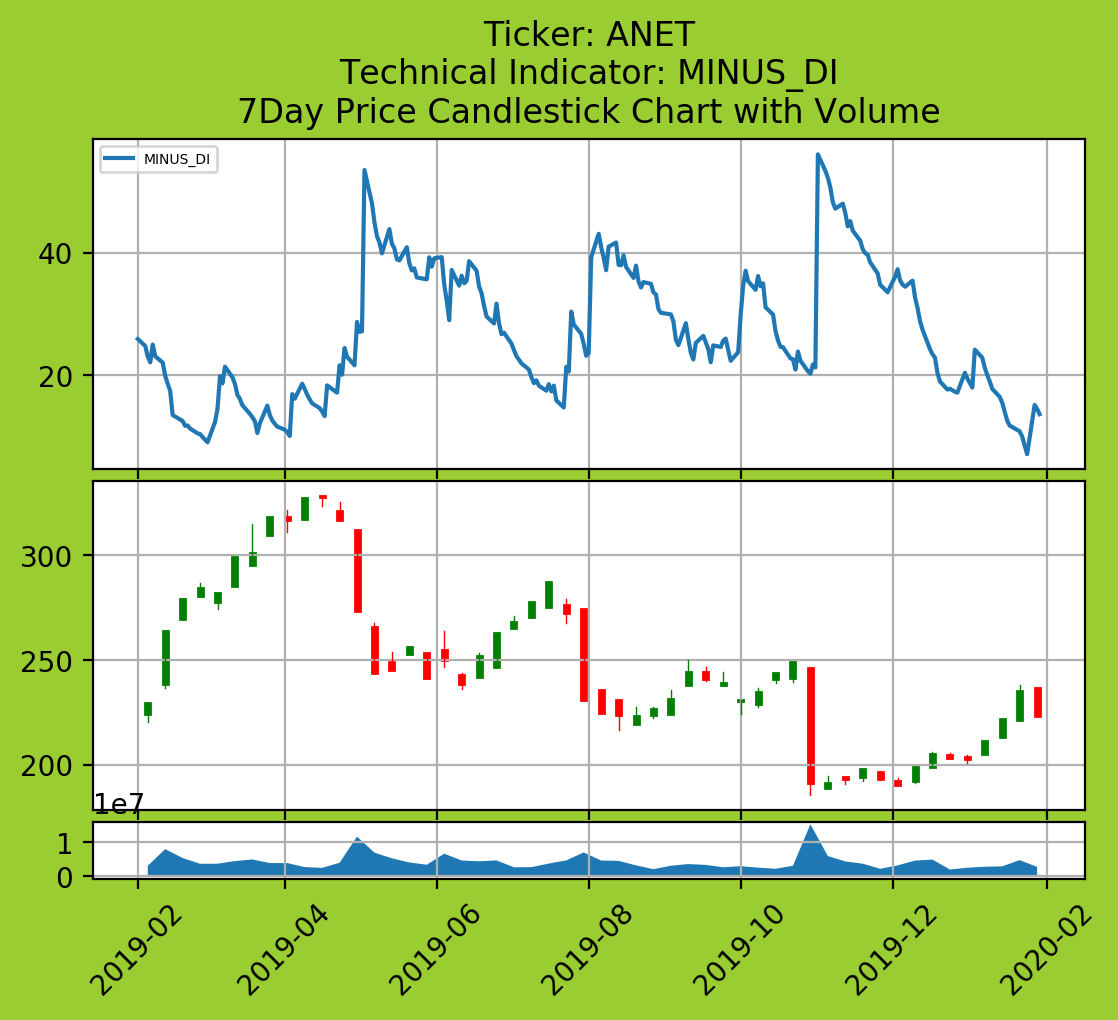 Ticker: ANET
Technical Indicator: MINUS_DI
7Day Price Candlestick Chart with Volume
MINUS_DI
40
20
300
250
200
1e7
1
0
2019-02
2019-04
2019-06
2019-08
2019-10
2019-12
2020-02